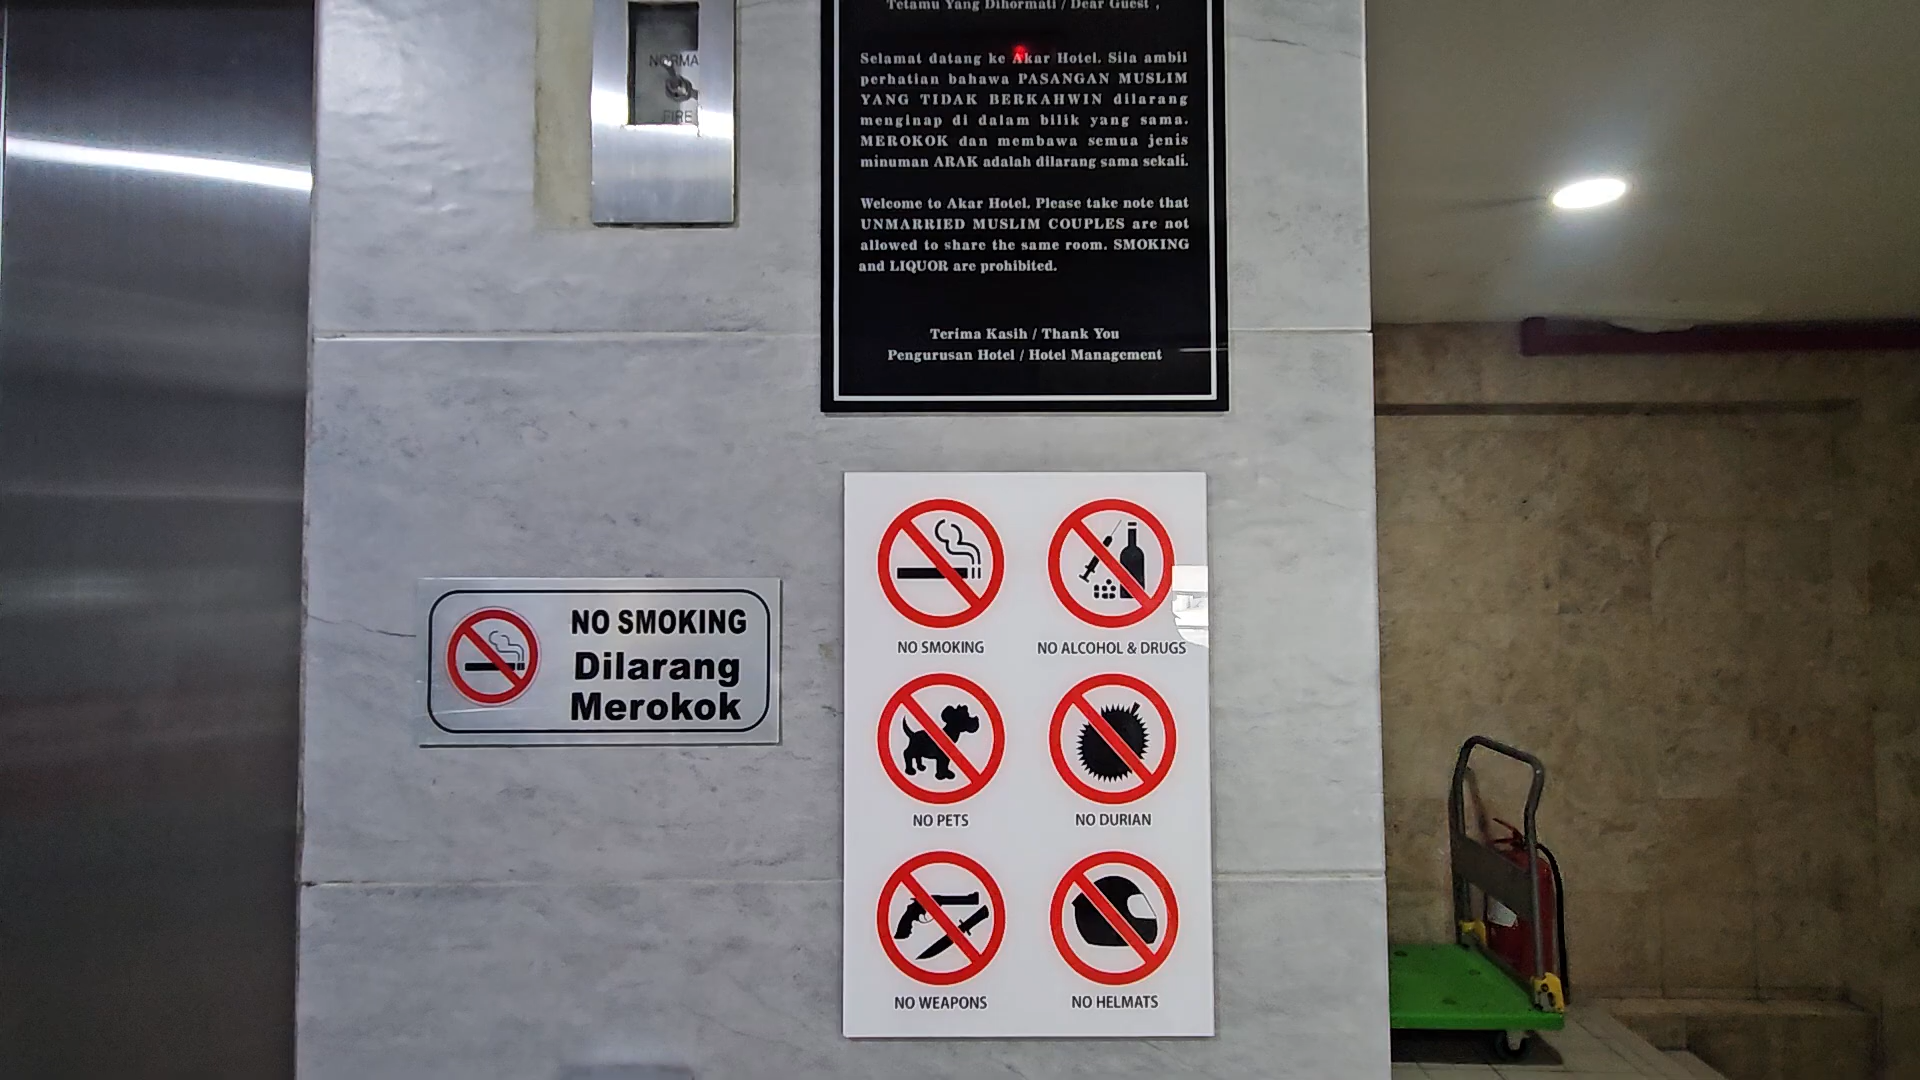 NORMA
FIRE
Tetamu Yang Dihormati / Dear Guest ,
Selamat datang ke Akar Hotel. Sila ambil
perhatian bahawa PASANGAN MUSLIM
YANG TIDAK BERKAHWIN dilarang
menginap di dalam bilik yang sama.
MEROKOK dan membawa semua jenis
minuman ARAK adalah dilarang sama sekali.
Welcome to Akar Hotel. Please take note that
UNMARRIED MUSLIM COUPLES are not
allowed to share the same room. SMOKING
and LIQUOR are prohibited.
Terima Kasih / Thank You
Pengurusan Hotel / Hotel Management
NO SMOKING
Dilarang
Merokok
NO SMOKING
NO ALCOHOL & DRUGS
NO PETS
NO DURIAN
NO WEAPONS
NO HELMATS